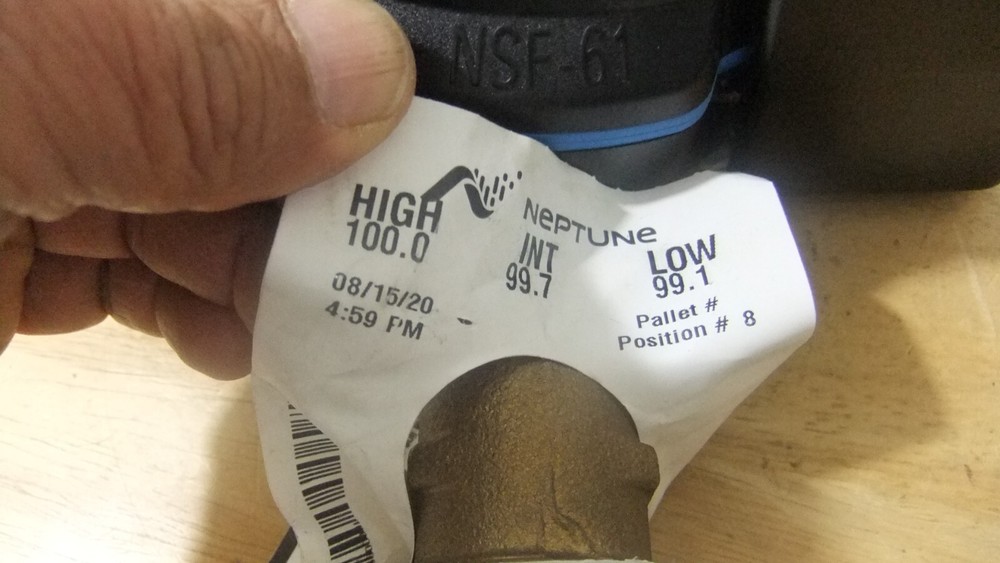 NSF-61
NEPTUNE
HIGH
100.0
INT
99.7
LOW
99.1
08/15/20
4:59 PM
Pallet #
Position # 8